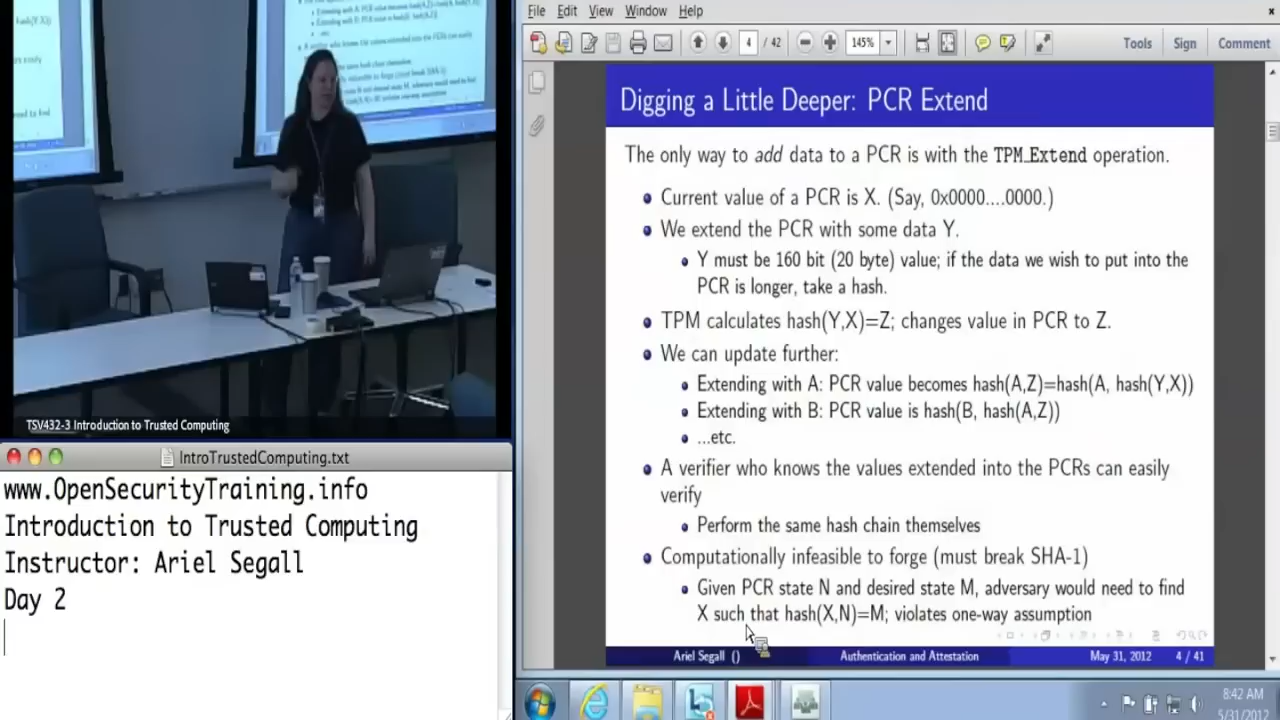 hash(Y,X))
TSV432-3 Introduction to Trusted Computing
IntroTrustedComputing.txt
www.OpenSecurityTraining.info
Introduction to Trusted Computing
Instructor: Ariel Segall
Day 2
File Edit View Window Help
4 / 42
145%
Tools Sign Comment
Digging a Little Deeper: PCR Extend
The only way to add data to a PCR is with the TPM_Extend operation.
Current value of a PCR is X. (Say, 0x0000....0000.)
We extend the PCR with some data Y.
Y must be 160 bit (20 byte) value; if the data we wish to put into the
PCR is longer, take a hash.
TPM calculates hash(Y,X)=Z; changes value in PCR to Z.
We can update further:
Extending with A: PCR value becomes hash(A,Z)=hash(A, hash(Y,X))
Extending with B: PCR value is hash(B, hash(A,Z))
...etc.
A verifier who knows the values extended into the PCRs can easily
verify
Perform the same hash chain themselves
Computationally infeasible to forge (must break SHA-1)
Given PCR state N and desired state M, adversary would need to find
X such that hash(X,N)=M; violates one-way assumption
Ariel Segall () Authentication and Attestation May 31, 2012 4 / 41
8:42 AM
5/31/2012